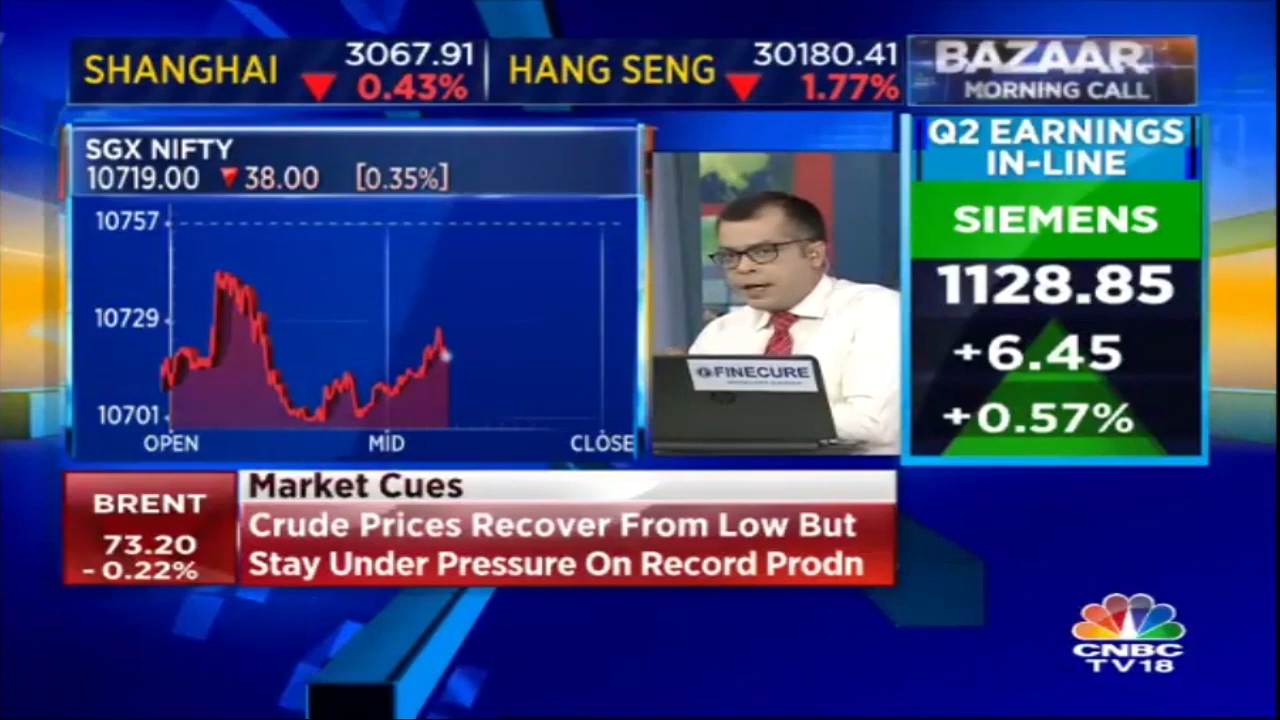 SHANGHAI
3067.91
▼ 0.43%
HANG SENG
30180.41
▼ 1.77%
BAZAAR
MORNING CALL
SGX NIFTY
10719.00 ▼38.00 [0.35%]
10757
10729
10701
OPEN MID CLOSE
FINECURE
Q2 EARNINGS
IN-LINE
SIEMENS
1128.85
+6.45
+0.57%
BRENT
73.20
- 0.22%
Market Cues
Crude Prices Recover From Low But
Stay Under Pressure On Record Prodn
CNBC
TV18